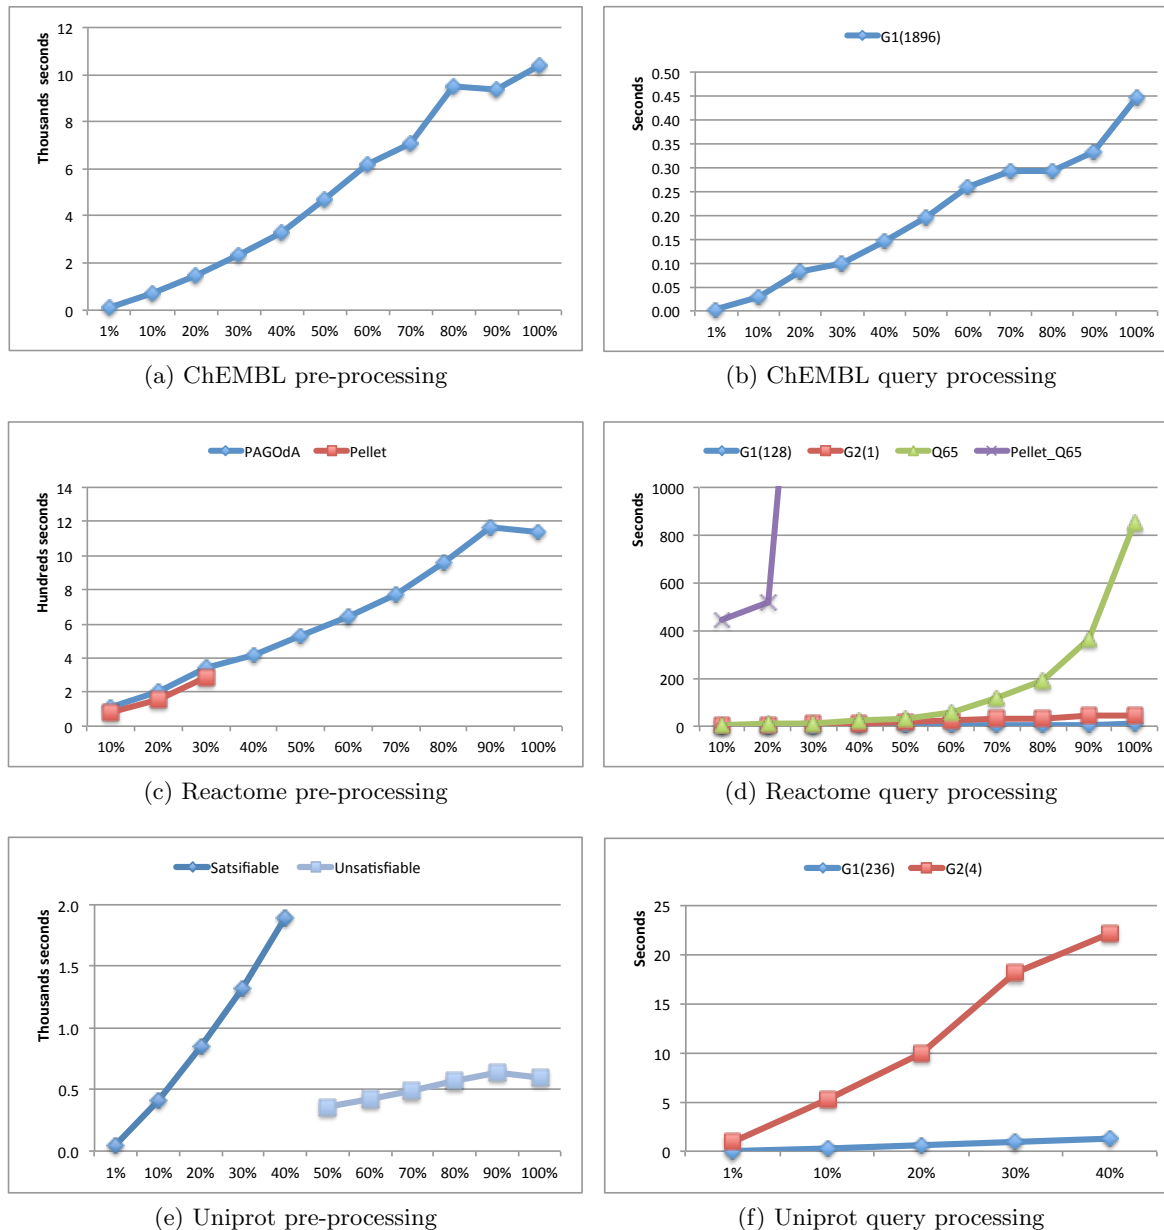 12
10
8
6
4
2
0
Thousands seconds
1% 10% 20% 30% 40% 50% 60% 70% 80% 90% 100%
(a) ChEMBL pre-processing
G1(1896)
0.50
0.45
0.40
0.35
0.30
0.25
0.20
0.15
0.10
0.05
0.00
Seconds
1% 10% 20% 30% 40% 50% 60% 70% 80% 90% 100%
(b) ChEMBL query processing
PAGOdA Pellet
14
12
10
8
6
4
2
0
Hundreds seconds
10% 20% 30% 40% 50% 60% 70% 80% 90% 100%
(c) Reactome pre-processing
G1(128) G2(1) Q65 Pellet_Q65
1000
800
600
400
200
0
Seconds
10% 20% 30% 40% 50% 60% 70% 80% 90% 100%
(d) Reactome query processing
Satsifiable Unsatisfiable
2.0
1.5
1.0
0.5
0.0
Thousands seconds
1% 10% 20% 30% 40% 50% 60% 70% 80% 90% 100%
(e) Uniprot pre-processing
G1(236) G2(4)
25
20
15
10
5
0
Seconds
1% 10% 20% 30% 40%
(f) Uniprot query processing